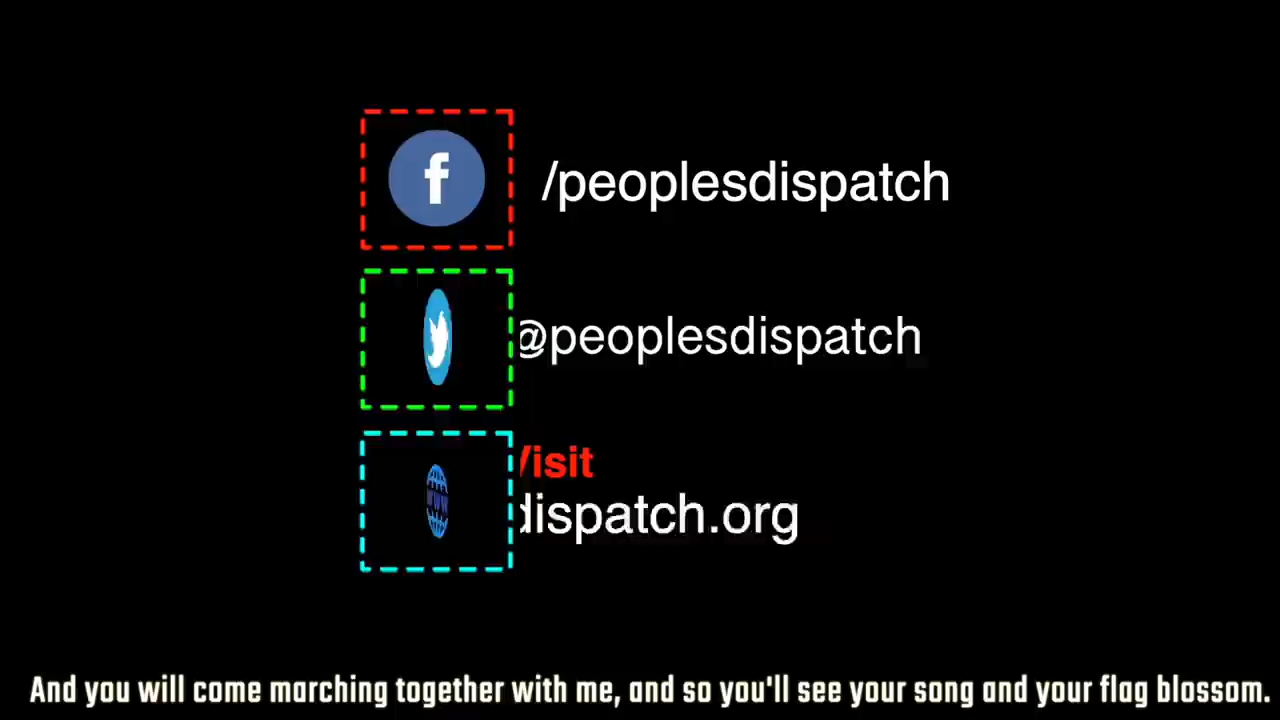 f
/peoplesdispatch
@peoplesdispatch
Visit
dispatch.org
And you will come marching together with me, and so you'll see your song and your flag blossom.